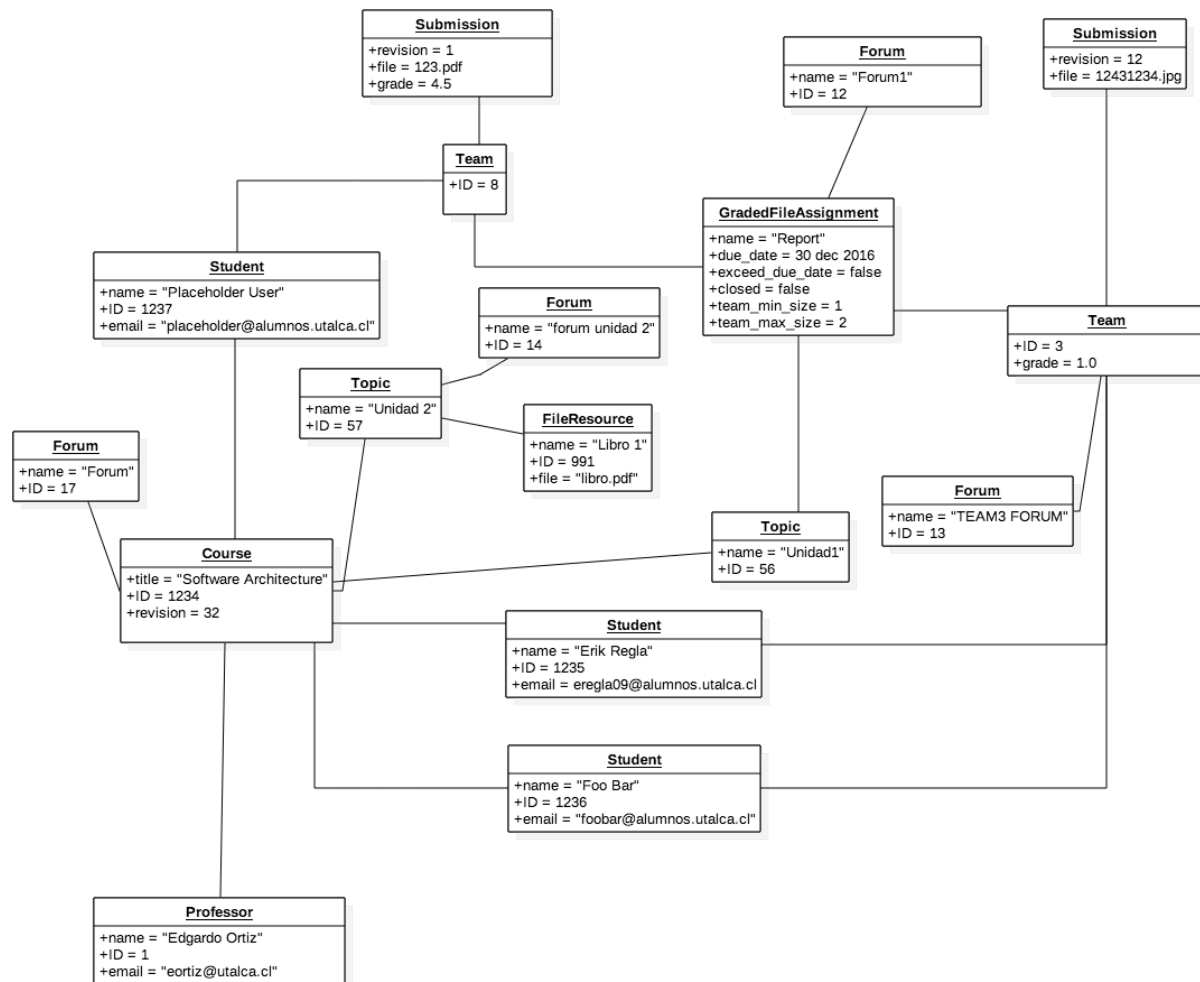 Submission
+revision = 1
+file = 123.pdf
+grade = 4.5
Forum
+name = "Forum1"
+ID = 12
Submission
+revision = 12
+file = 12431234.jpg
Team
+ID = 8
GradedFileAssignment
+name = "Report"
+due_date = 30 dec 2016
+exceed_due_date = false
+closed = false
+team_min_size = 1
+team_max_size = 2
Student
+name = "Placeholder User"
+ID = 1237
+email = "placeholder@alumnos.utalca.cl"
Forum
+name = "forum unidad 2"
+ID = 14
Team
+ID = 3
+grade = 1.0
Topic
+name = "Unidad 2"
+ID = 57
FileResource
+name = "Libro 1"
+ID = 991
+file = "libro.pdf"
Forum
+name = "Forum"
+ID = 17
Forum
+name = "TEAM3 FORUM"
+ID = 13
Topic
+name = "Unidad1"
+ID = 56
Course
+title = "Software Architecture"
+ID = 1234
+revision = 32
Student
+name = "Erik Regla"
+ID = 1235
+email = eregla09@alumnos.utalca.cl
Student
+name = "Foo Bar"
+ID = 1236
+email = "foobar@alumnos.utalca.cl"
Professor
+name = "Edgardo Ortiz"
+ID = 1
+email = "eortiz@utalca.cl"